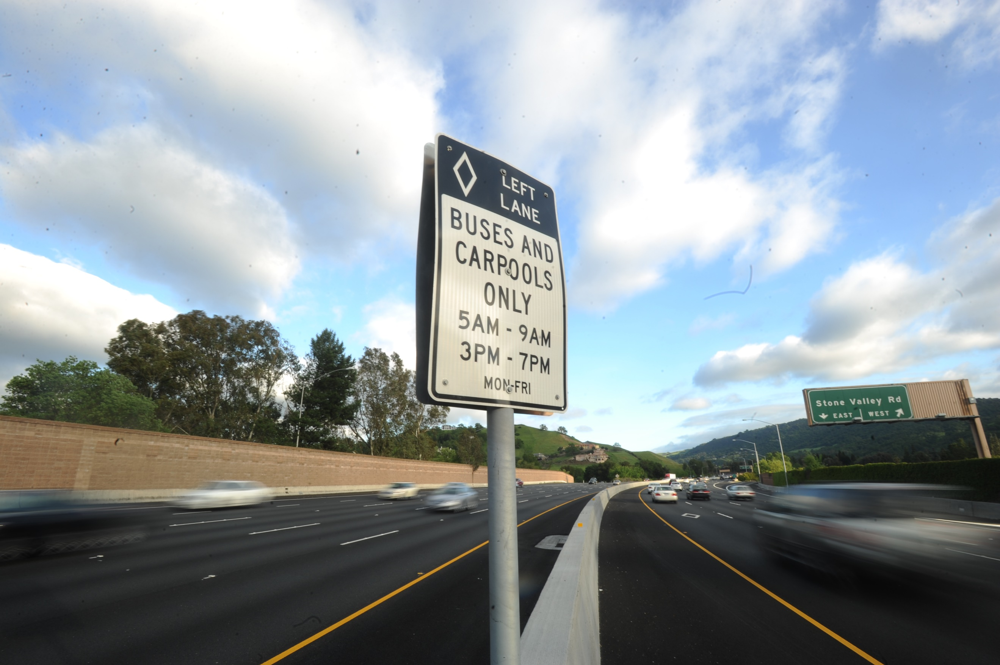 LEFT
LANE
BUSES AND
CARPOOLS
ONLY
5AM - 9AM
3PM - 7PM
MON-FRI
Stone Valley Rd
EAST WEST